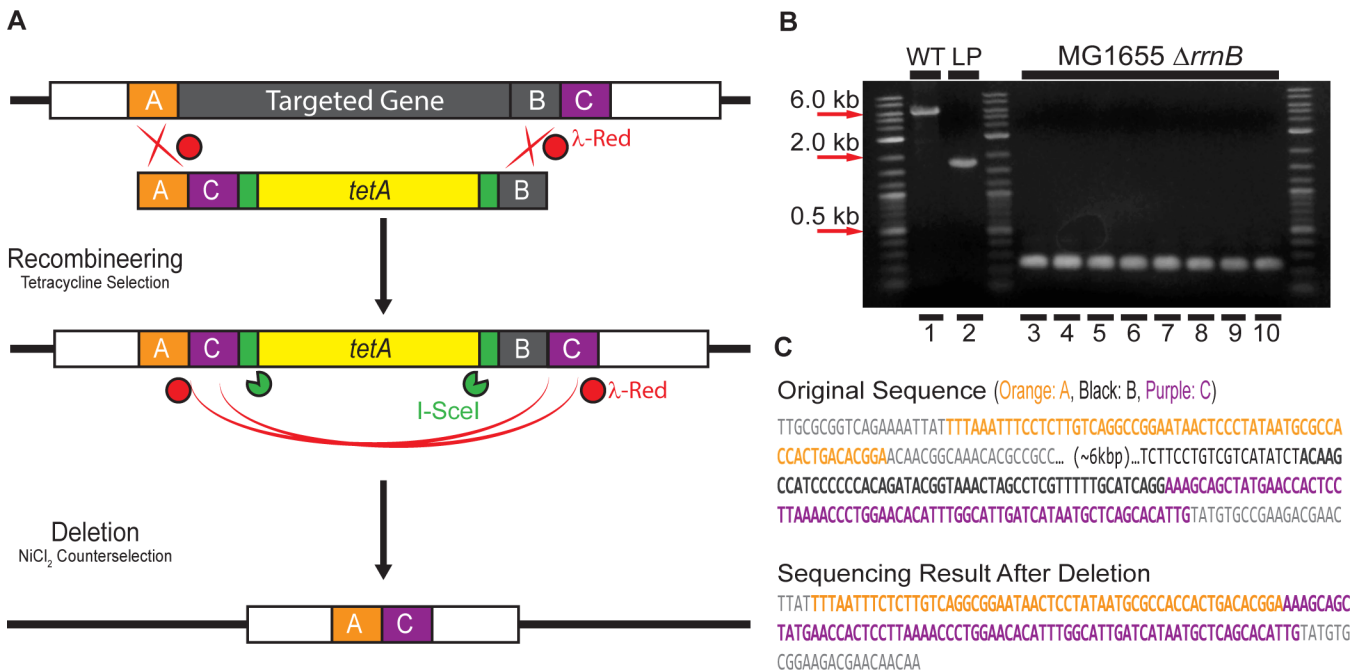 A
A
Targeted Gene
B
C
λ-Red
A
C
tetA
B
Recombineering
Tetracycline Selection
A
C
tetA
B
C
I-SceI
λ-Red
Deletion
NiCl₂ Counterselection
A
C
B
WT LP MG1655 ΔrrnB
6.0 kb
2.0 kb
0.5 kb
1 2 3 4 5 6 7 8 9 10
C
Original Sequence (Orange: A, Black: B, Purple: C)
TTGCGCGGTCAGAAAATTATTTTAAATTTCCTCTTGTCAGGCCGGAATAACTCCCTATAATGCGCCA
CCACTGACACGGAACAACGGCAAACACGCCGCC... (~6kbp)...TCTTCCTGTCGTCATATCTACAAG
CCATCCCCCCACAGATACGGTAAACTAGCCTCGTTTTTGCATCAGGAAAGCAGCTATGAACCACTCC
TTAAAACCCTGGAACACATTTGGCATTGATCATAATGCTCAGCACATTGTATGTGCCGAAGACGAAC
Sequencing Result After Deletion
TTATTTTAATTTCTCTTGTCAGGCGGAATAACTCCTATAATGCGCCACCACTGACACGGAAAAGCAGC
TATGAACCACTCCTTAAAACCCTGGAACACATTTGGCATTGATCATAATGCTCAGCACATTGTATGTG
CGGAAGACGAACAACAA